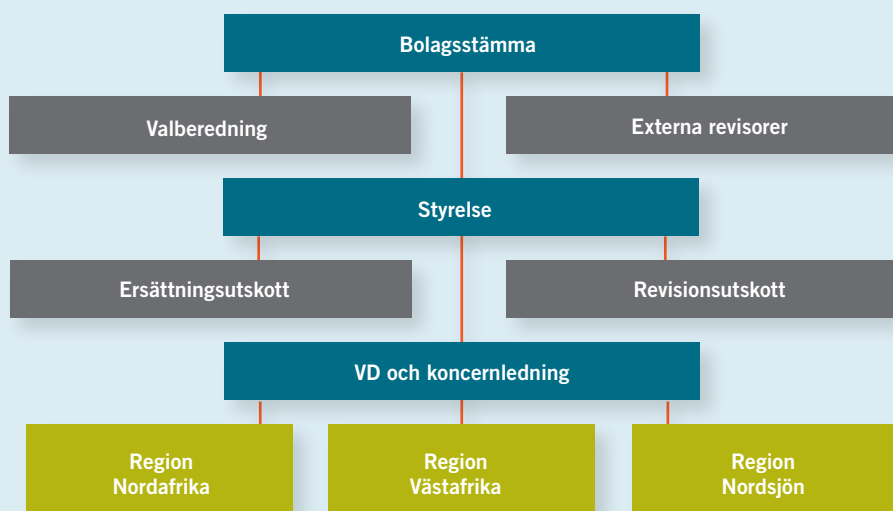 Bolagsstämma
Valberedning
Externa revisorer
Styrelse
Ersättningsutskott
Revisionsutskott
VD och koncernledning
Region
Nordafrika
Region
Västafrika
Region
Nordsjön